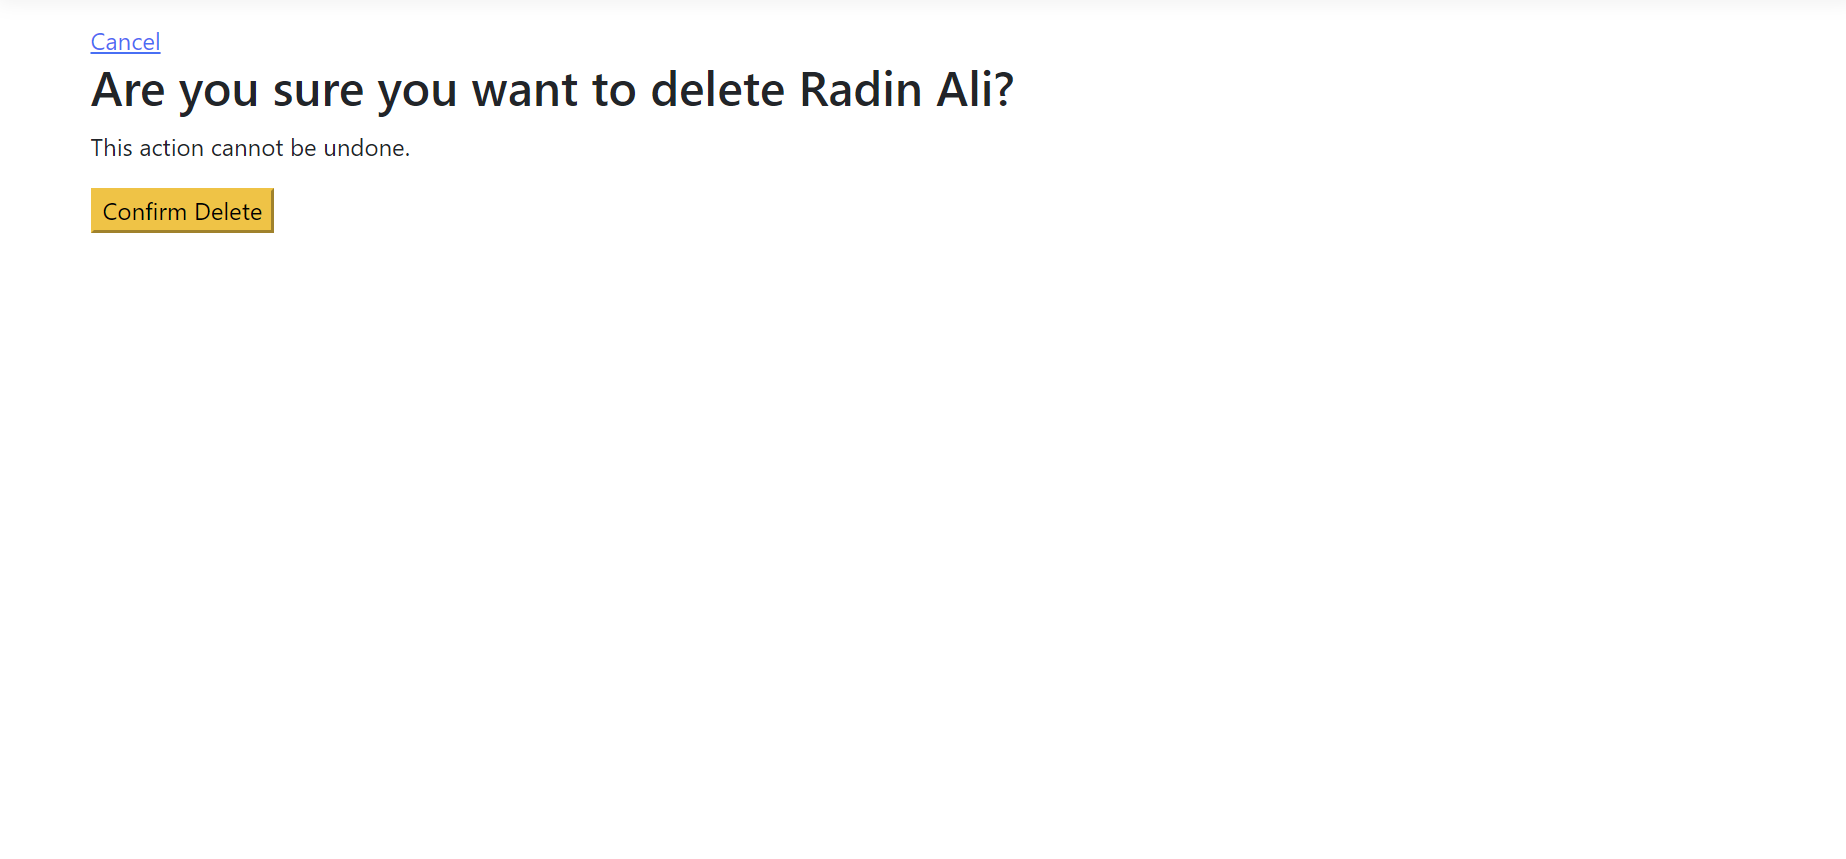 Cancel
Are you sure you want to delete Radin Ali?
This action cannot be undone.
Confirm Delete